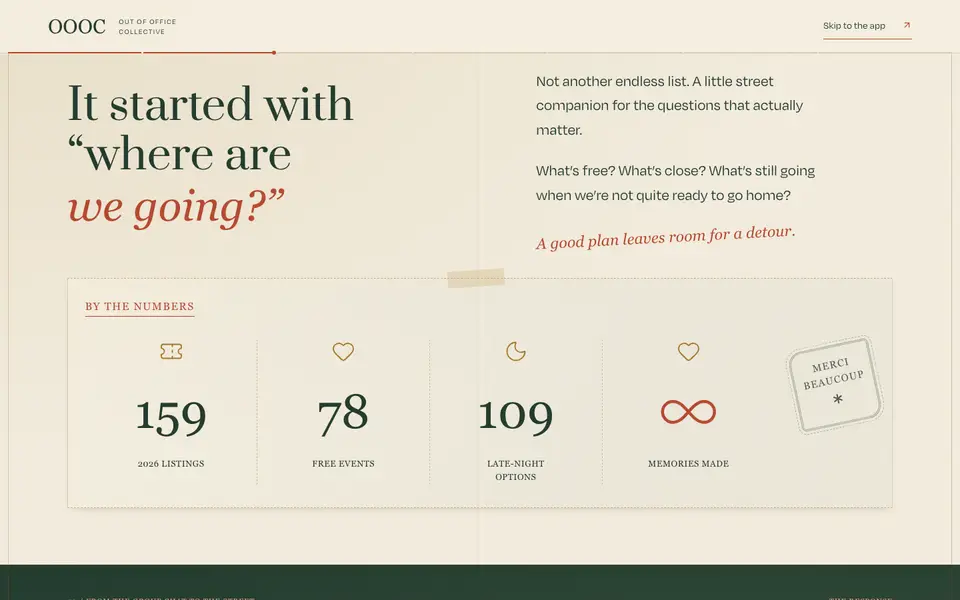 OOOC
OUT OF OFFICE
COLLECTIVE
Skip to the app
It started with
“where are
we going?”
Not another endless list. A little street
companion for the questions that actually
matter.
What’s free? What’s close? What’s still going
when we’re not quite ready to go home?
A good plan leaves room for a detour.
BY THE NUMBERS
159
2026 LISTINGS
78
FREE EVENTS
109
LATE-NIGHT
OPTIONS
MEMORIES MADE
MERCI
BEAUCOUP
*